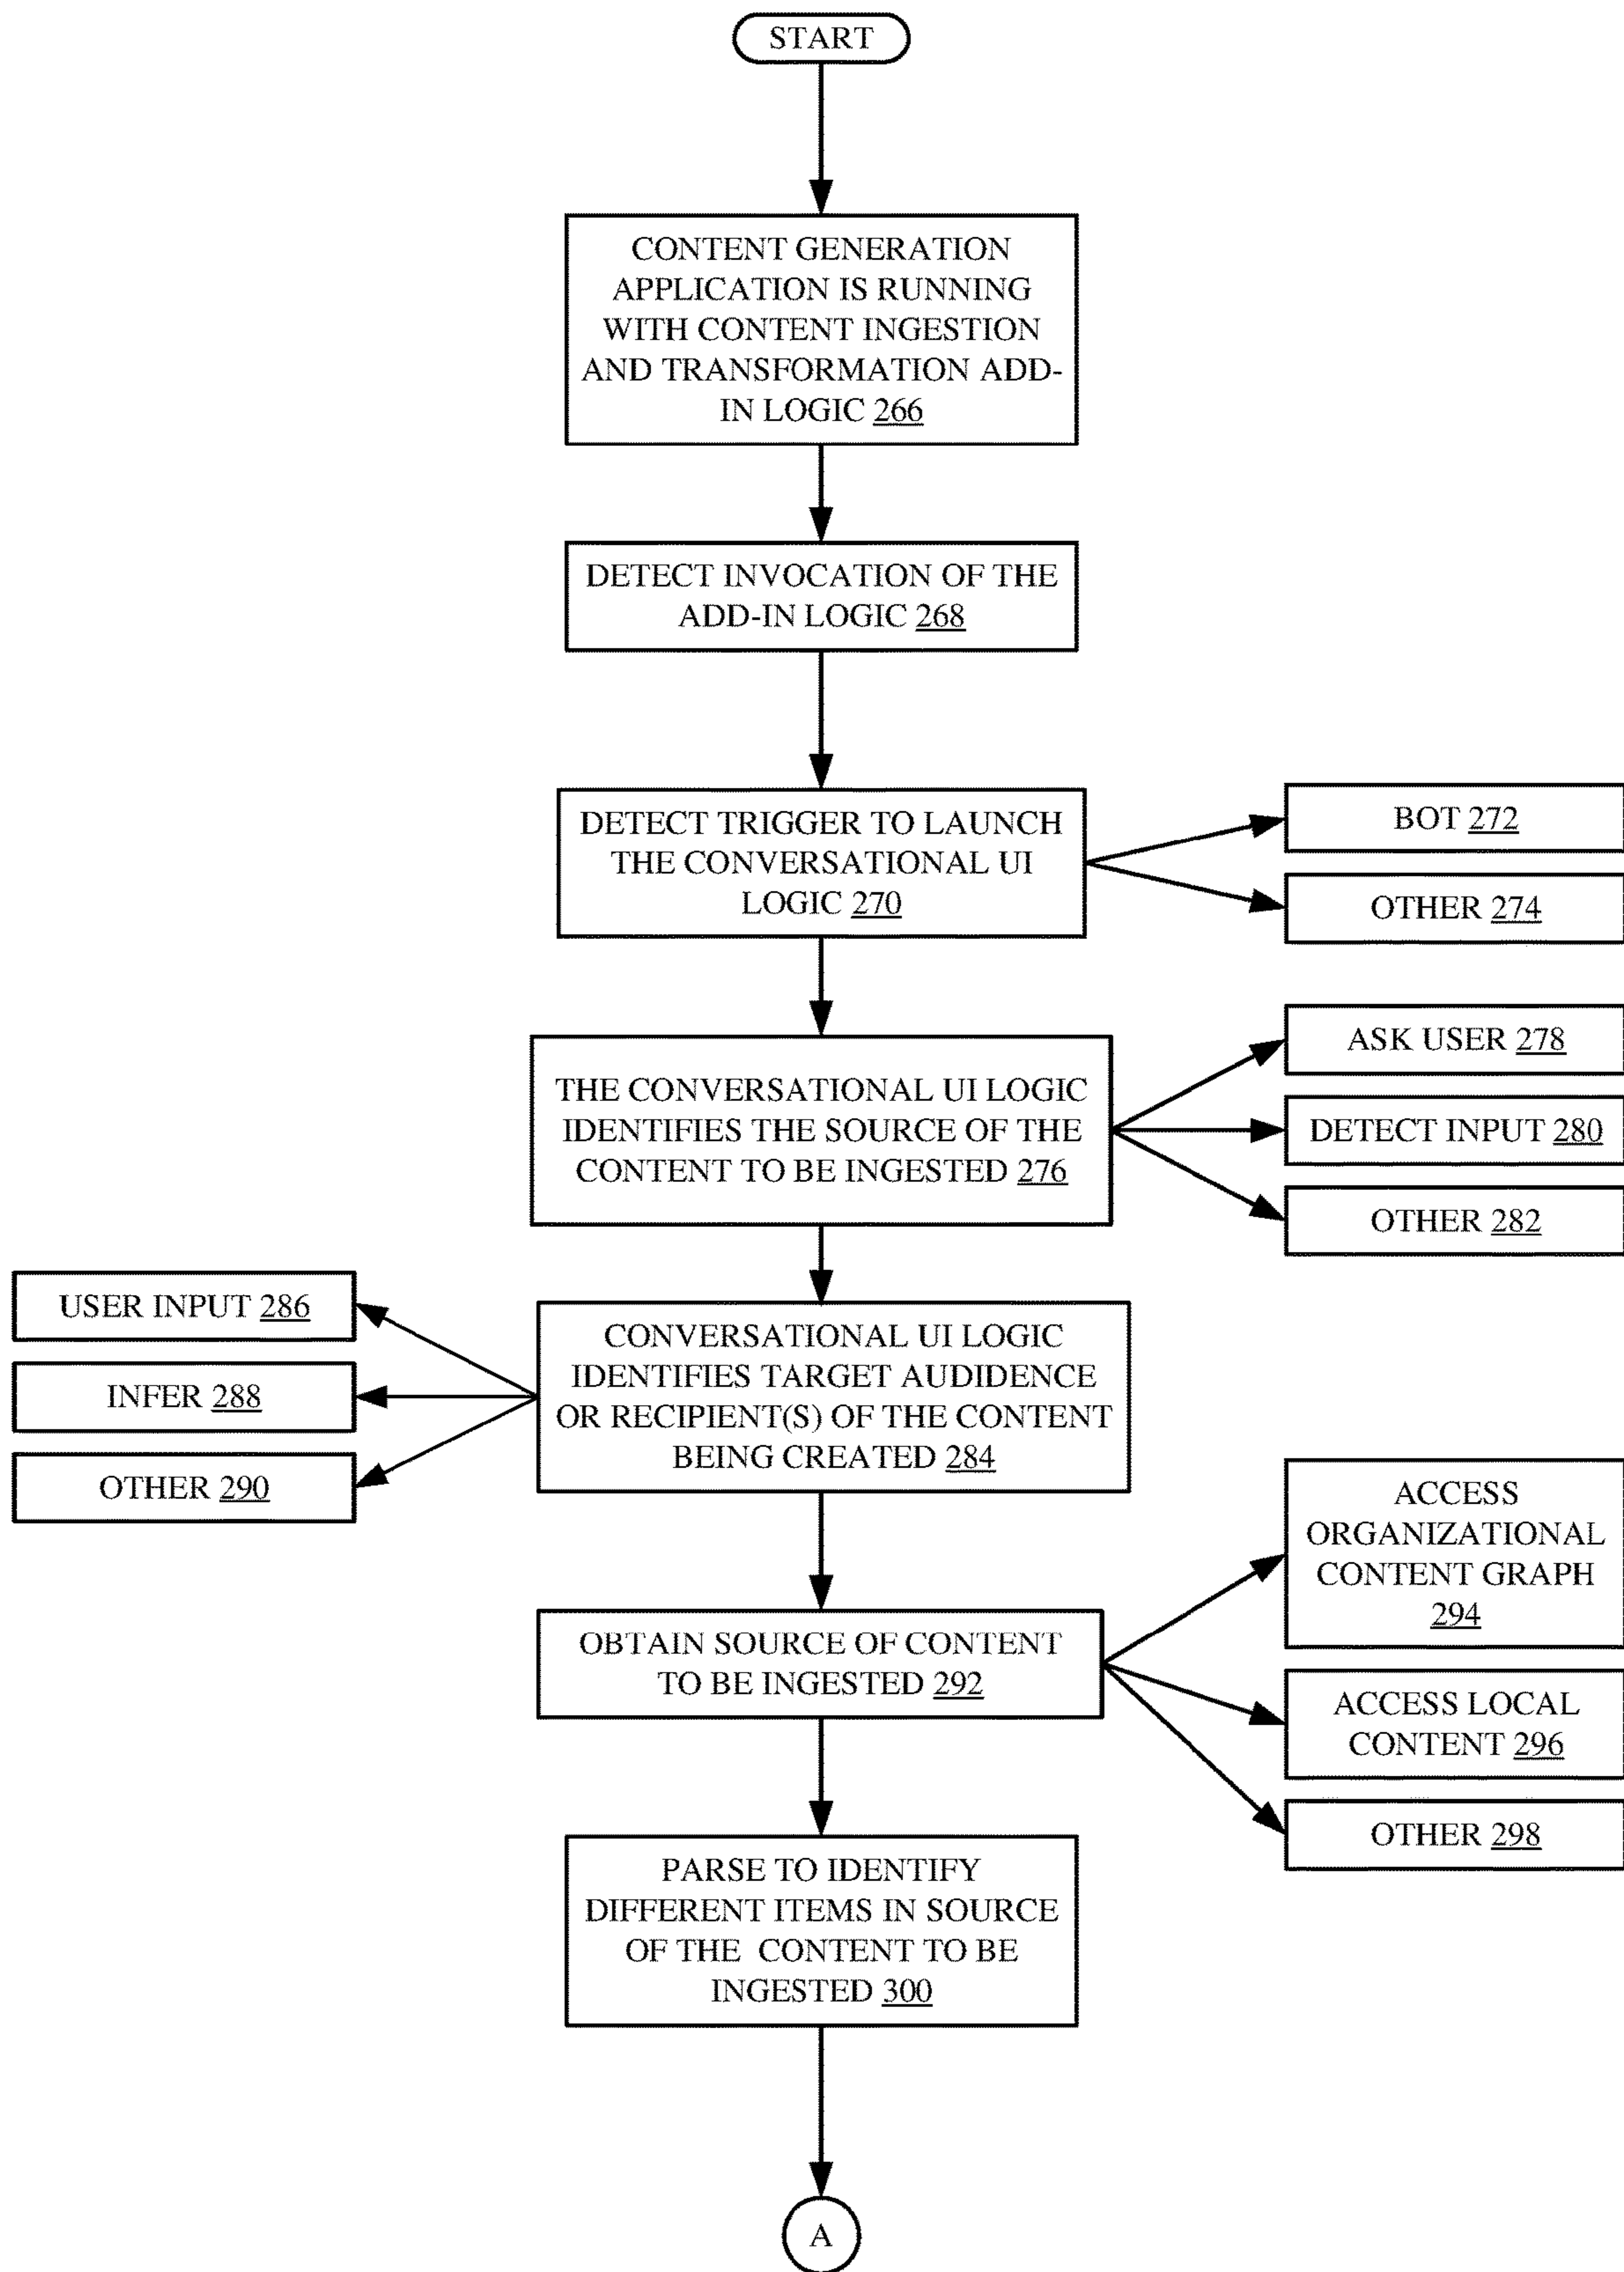 START
CONTENT GENERATION
APPLICATION IS RUNNING
WITH CONTENT INGESTION
AND TRANSFORMATION ADD-
IN LOGIC 266
DETECT INVOCATION OF THE
ADD-IN LOGIC 268
DETECT TRIGGER TO LAUNCH
THE CONVERSATIONAL UI
LOGIC 270
BOT 272
OTHER 274
THE CONVERSATIONAL UI LOGIC
IDENTIFIES THE SOURCE OF THE
CONTENT TO BE INGESTED 276
ASK USER 278
DETECT INPUT 280
OTHER 282
USER INPUT 286
INFER 288
OTHER 290
CONVERSATIONAL UI LOGIC
IDENTIFIES TARGET AUDIDENCE
OR RECIPIENT(S) OF THE CONTENT
BEING CREATED 284
OBTAIN SOURCE OF CONTENT
TO BE INGESTED 292
ACCESS
ORGANIZATIONAL
CONTENT GRAPH
294
ACCESS LOCAL
CONTENT 296
OTHER 298
PARSE TO IDENTIFY
DIFFERENT ITEMS IN SOURCE
OF THE CONTENT TO BE
INGESTED 300
A